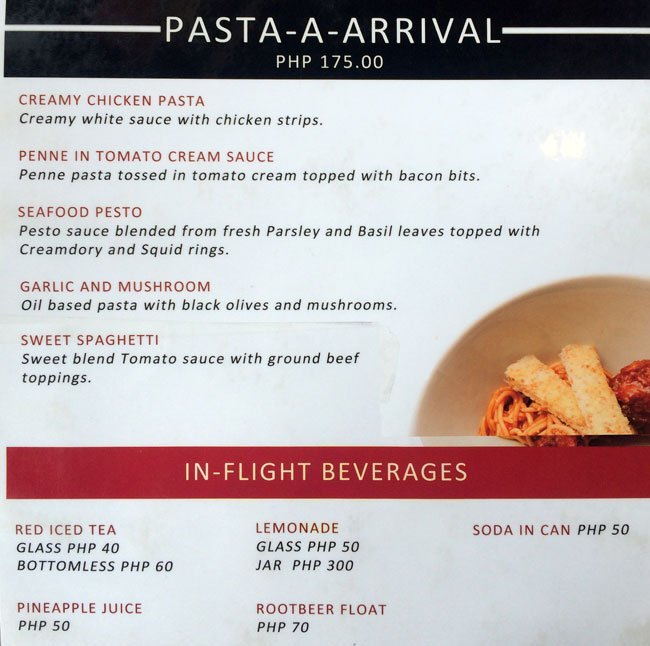 PASTA-A-ARRIVAL
PHP 175.00
CREAMY CHICKEN PASTA
Creamy white sauce with chicken strips.
PENNE IN TOMATO CREAM SAUCE
Penne pasta tossed in tomato cream topped with bacon bits.
SEAFOOD PESTO
Pesto sauce blended from fresh Parsley and Basil leaves topped with
Creamdory and Squid rings.
GARLIC AND MUSHROOM
Oil based pasta with black olives and mushrooms.
SWEET SPAGHETTI
Sweet blend Tomato sauce with ground beef
toppings.
IN-FLIGHT BEVERAGES
RED ICED TEA
GLASS PHP 40
BOTTOMLESS PHP 60
LEMONADE
GLASS PHP 50
JAR PHP 300
SODA IN CAN PHP 50
PINEAPPLE JUICE
PHP 50
ROOTBEER FLOAT
PHP 70